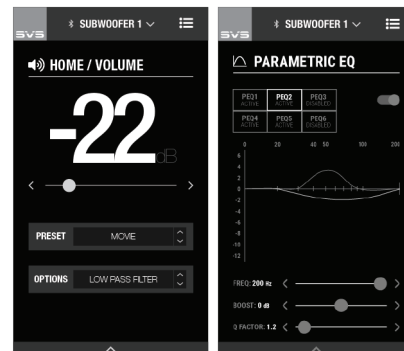 SVS
SUBWOOFER 1
HOME / VOLUME
-22
dB
PRESET MOVIE
OPTIONS LOW PASS FILTER
SVS
SUBWOOFER 1
PARAMETRIC EQ
PEQ1 PEQ2 PEQ3
ACTIVE ACTIVE DISABLED
PEQ4 PEQ5 PEQ6
ACTIVE ACTIVE DISABLED
0 20 40 50 100 200
6
4
2
0
-2
-4
-6
-8
-10
-12
FREQ: 200 Hz
BOOST: 0 dB
Q FACTOR: 1.2